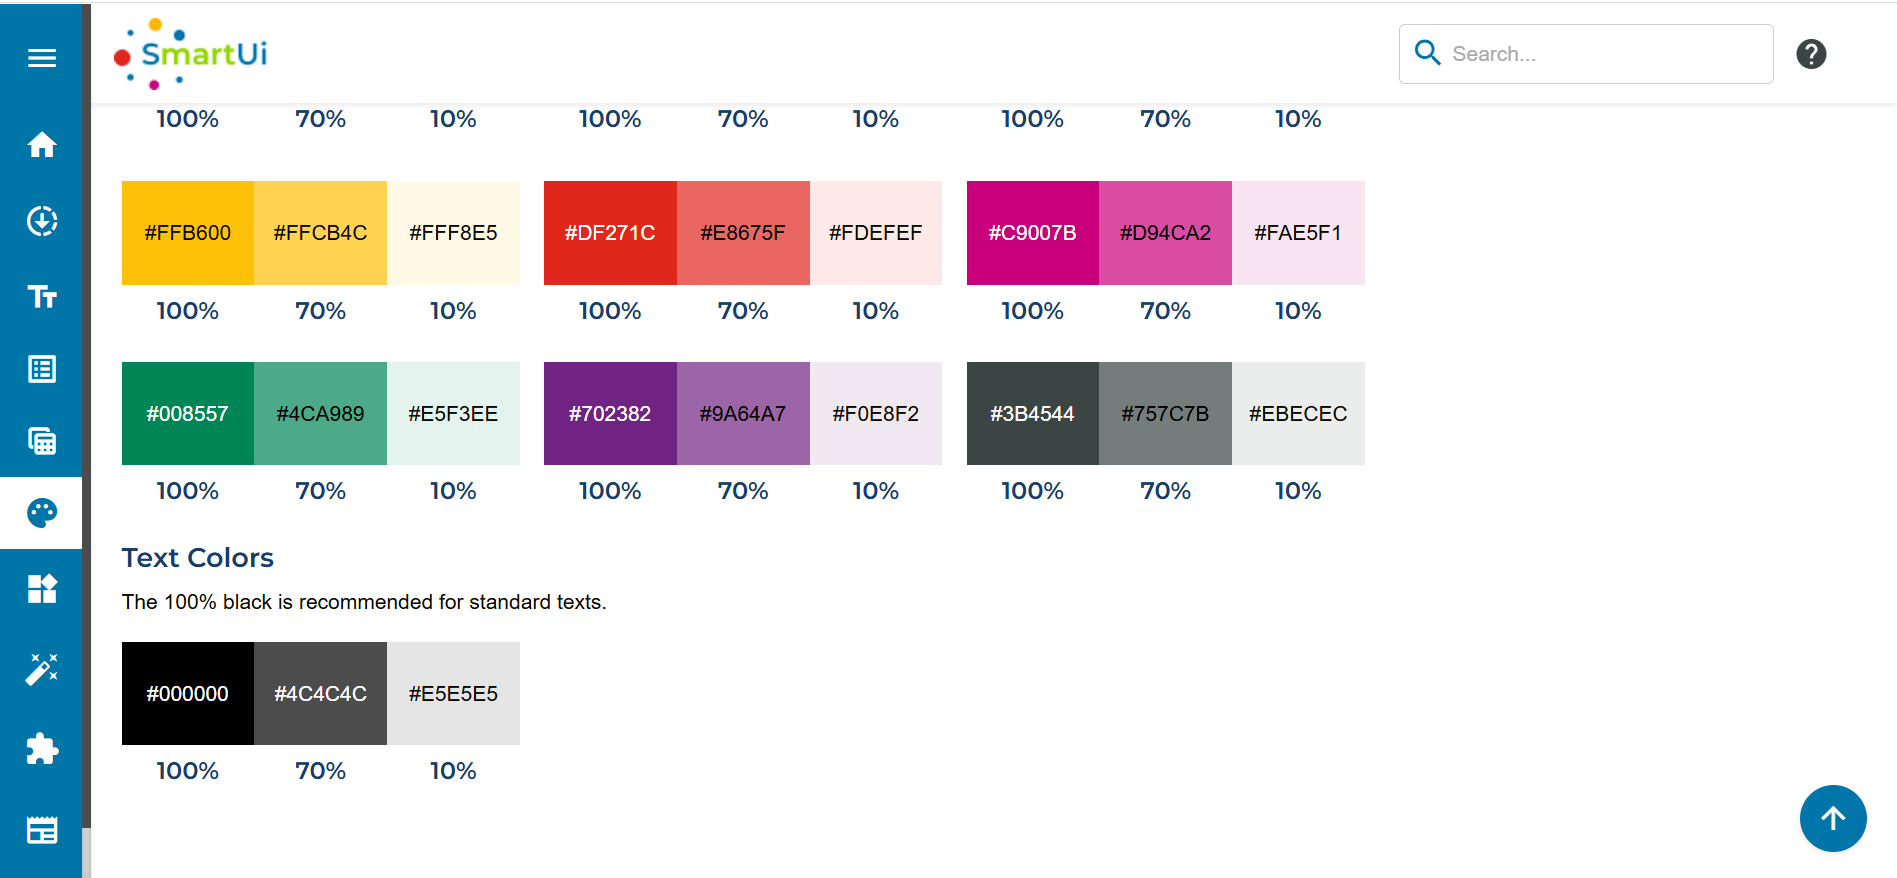 SmartUi
Search...
100% 70% 10% 100% 70% 10% 100% 70% 10%
#FFB600 #FFCB4C #FFF8E5 #DF271C #E8675F #FDEFEF #C9007B #D94CA2 #FAE5F1
100% 70% 10% 100% 70% 10% 100% 70% 10%
#008557 #4CA989 #E5F3EE #702382 #9A64A7 #F0E8F2 #3B4544 #757C7B #EBECEC
100% 70% 10% 100% 70% 10% 100% 70% 10%
Text Colors
The 100% black is recommended for standard texts.
#000000 #4C4C4C #E5E5E5
100% 70% 10%